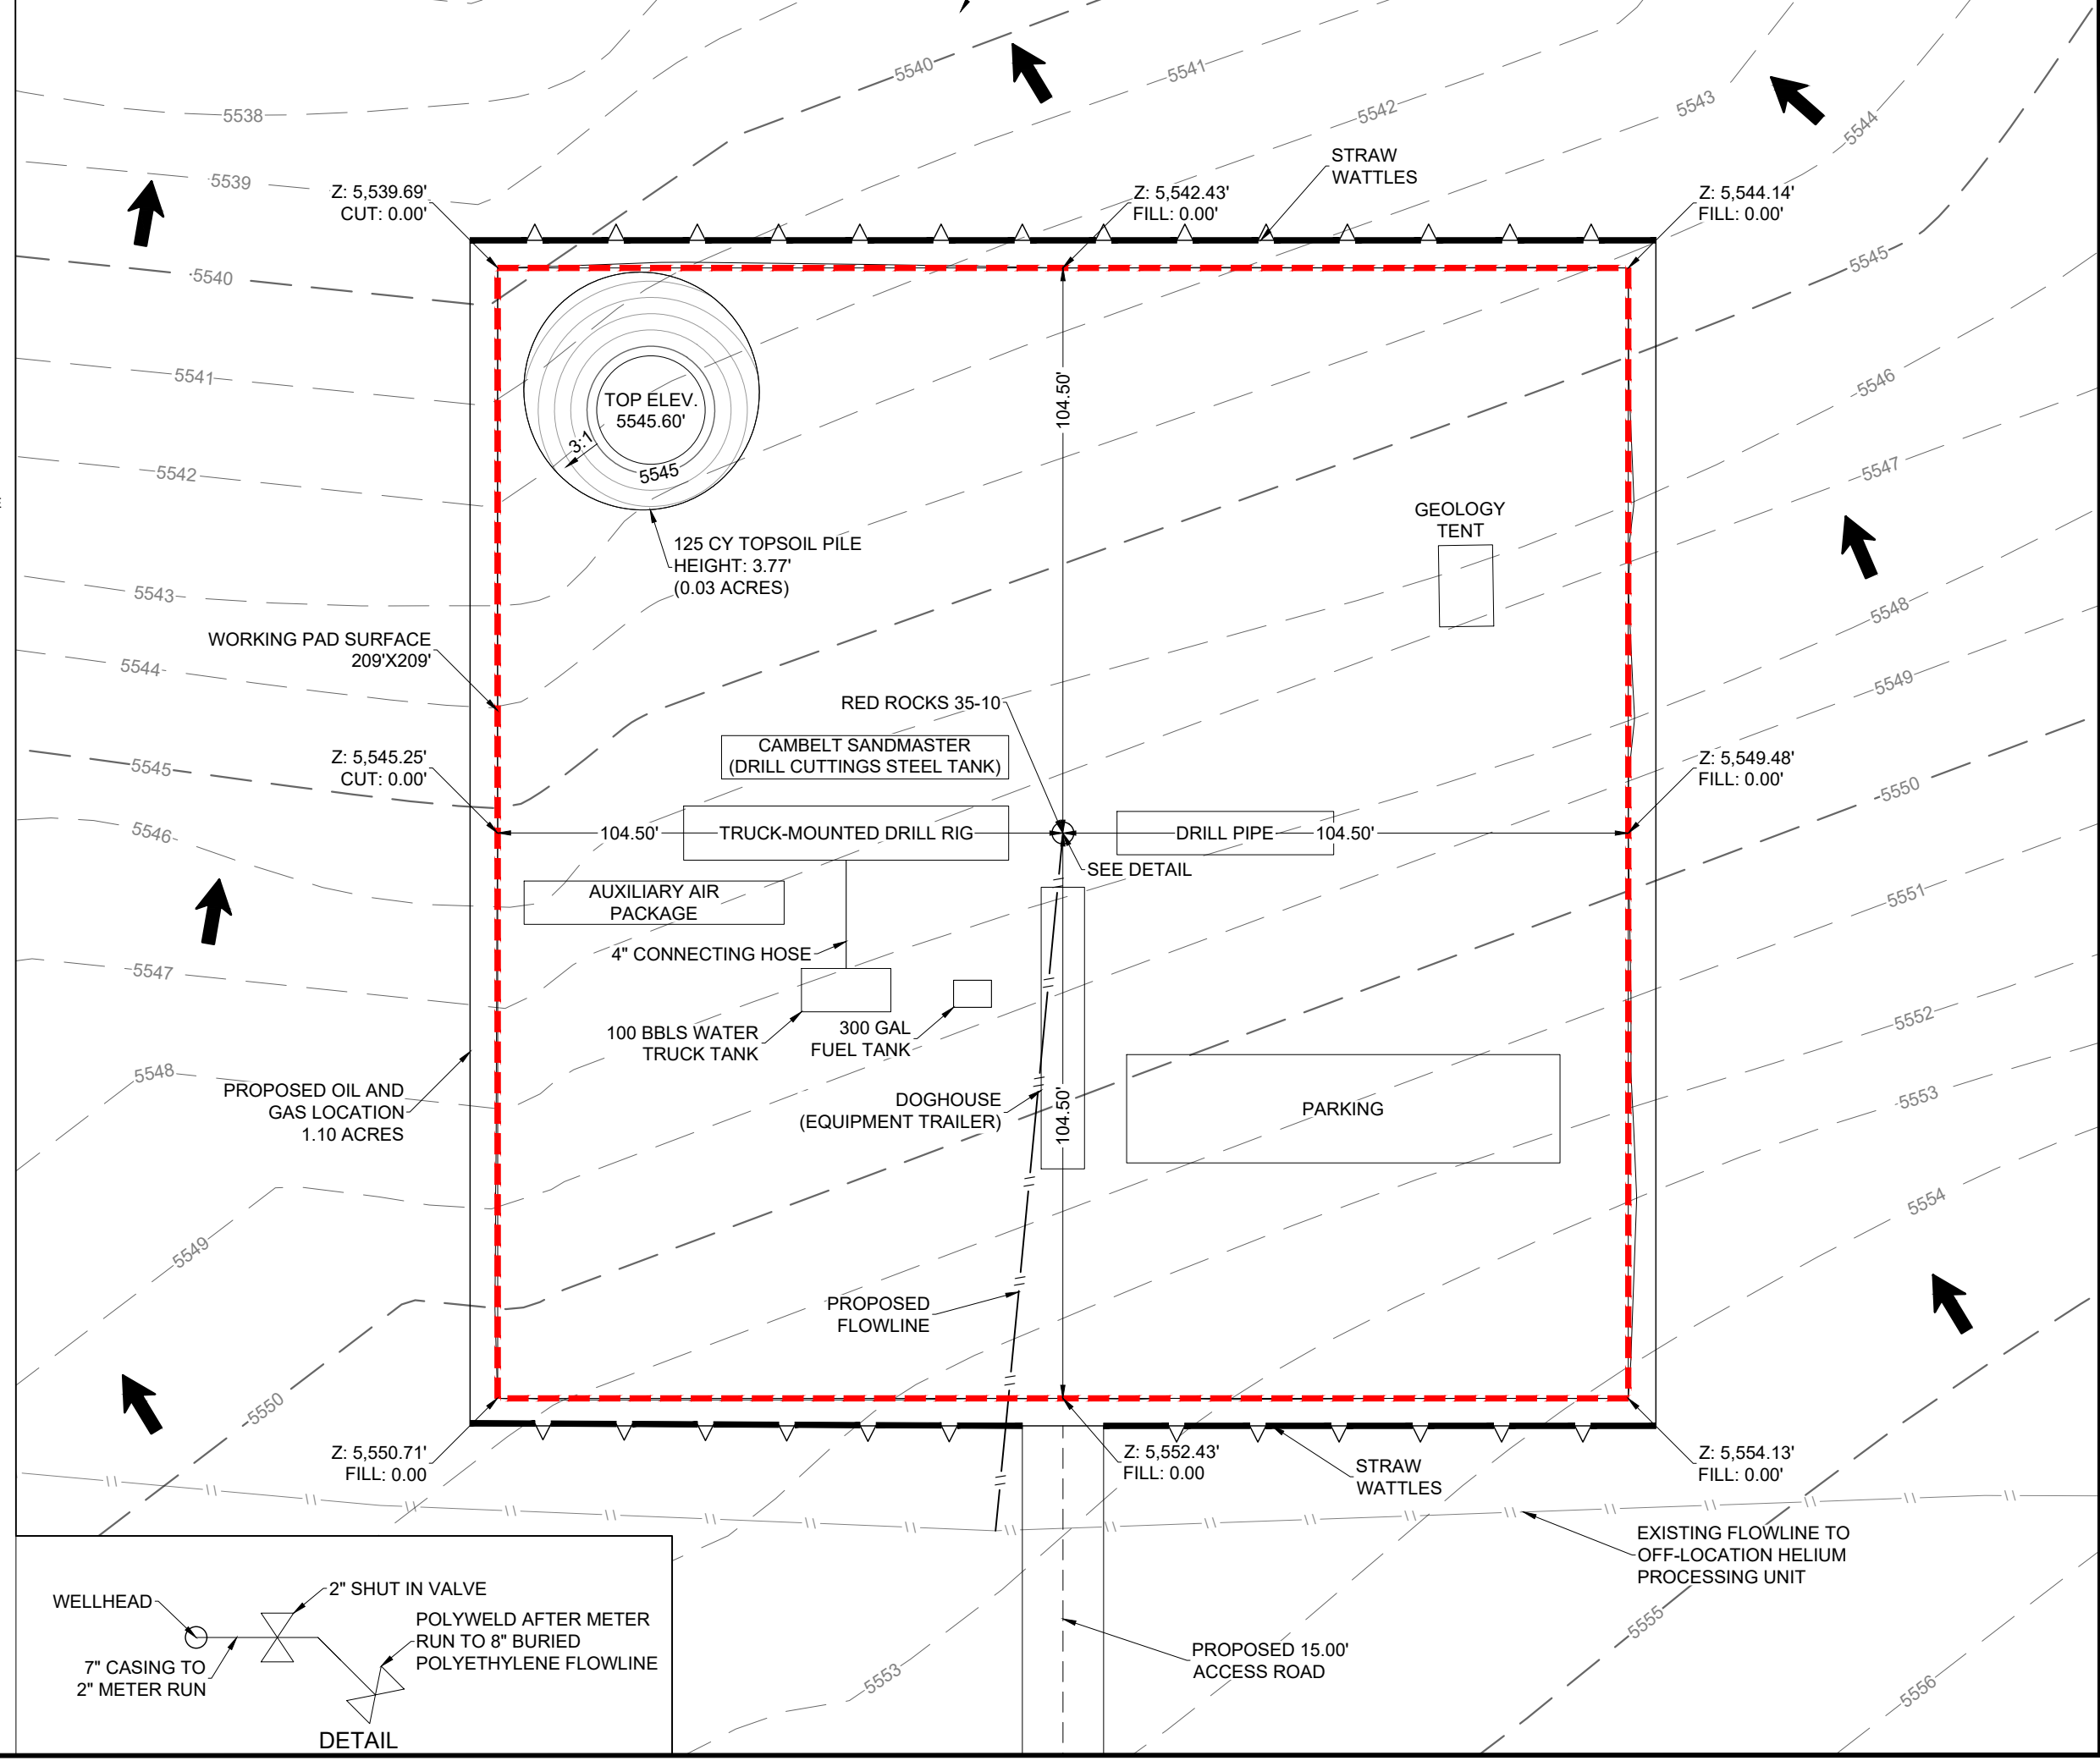 5540
5541
5542
5543
5544
5538
5539
5540
5541
5542
5543
5544
5545
5546
5547
5548
5549
5550
Z: 5,539.69'
CUT: 0.00'
Z: 5,542.43'
FILL: 0.00'
STRAW
WATTLES
Z: 5,544.14'
FILL: 0.00'
5545
5546
5547
5548
5549
5550
5551
5552
5553
5554
TOP ELEV.
5545.60'
3:1
5545
104.50'
125 CY TOPSOIL PILE
HEIGHT: 3.77'
(0.03 ACRES)
GEOLOGY
TENT
WORKING PAD SURFACE
209'X209'
RED ROCKS 35-10
Z: 5,545.25'
CUT: 0.00'
CAMBELT SANDMASTER
(DRILL CUTTINGS STEEL TANK)
Z: 5,549.48'
FILL: 0.00'
104.50'
TRUCK-MOUNTED DRILL RIG
DRILL PIPE
104.50'
SEE DETAIL
AUXILIARY AIR
PACKAGE
4" CONNECTING HOSE
100 BBLS WATER
TRUCK TANK
300 GAL
FUEL TANK
PROPOSED OIL AND
GAS LOCATION
1.10 ACRES
DOGHOUSE
(EQUIPMENT TRAILER)
104.50'
PARKING
PROPOSED
FLOWLINE
Z: 5,550.71'
FILL: 0.00
Z: 5,552.43'
FILL: 0.00
STRAW
WATTLES
Z: 5,554.13'
FILL: 0.00'
EXISTING FLOWLINE TO
OFF-LOCATION HELIUM
PROCESSING UNIT
5555
5556
5553
PROPOSED 15.00'
ACCESS ROAD
WELLHEAD
2" SHUT IN VALVE
POLYWELD AFTER METER
RUN TO 8" BURIED
POLYETHYLENE FLOWLINE
7" CASING TO
2" METER RUN
DETAIL